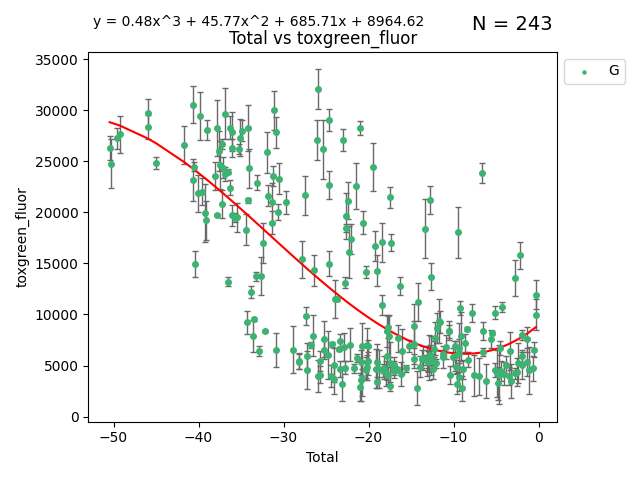 y = 0.48x^3 + 45.77x^2 + 685.71x + 8964.62
N = 243
Total vs toxgreen_fluor
35000
30000
25000
20000
15000
10000
5000
0
toxgreen_fluor
−50 −40 −30 −20 −10 0
Total
G